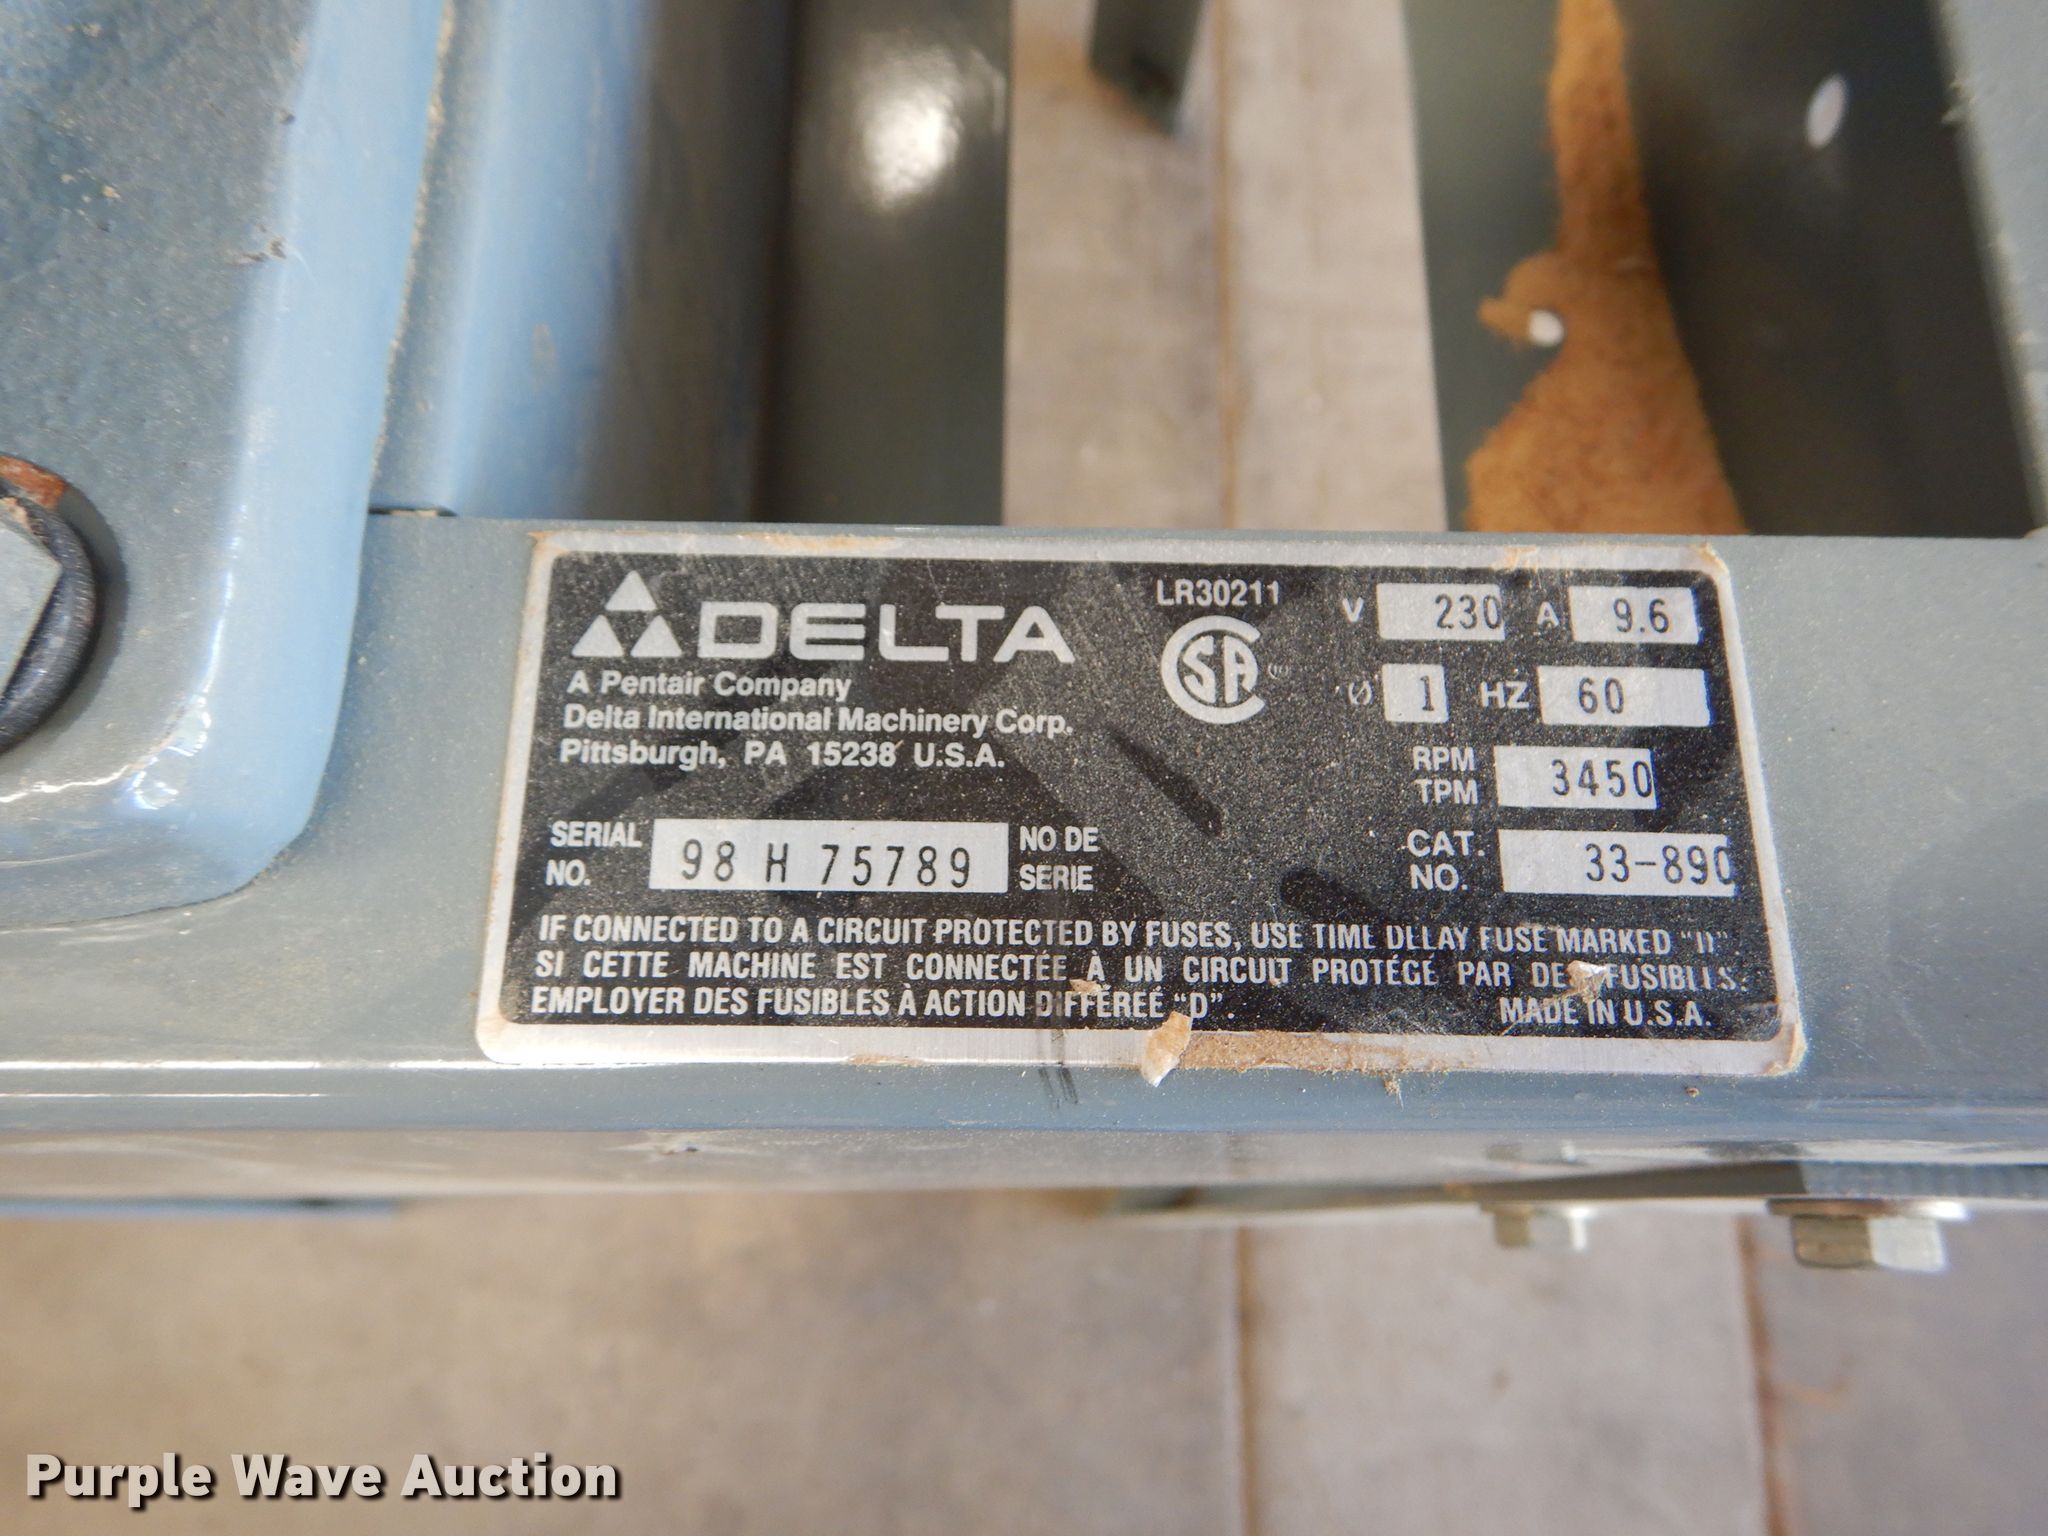 DELTA
A Pentair Company
Delta International Machinery Corp.
Pittsburgh, PA 15238 U.S.A.
LR30211
CSA
V 230 A 9.6
Ø 1 HZ 60
RPM
TPM 3450
SERIAL
NO. 98 H 75789 NO DE
SERIE
CAT.
NO. 33-890
IF CONNECTED TO A CIRCUIT PROTECTED BY FUSES, USE TIME DELAY FUSE MARKED "D".
SI CETTE MACHINE EST CONNECTÉE À UN CIRCUIT PROTÉGÉ PAR DES FUSIBLES.
EMPLOYER DES FUSIBLES À ACTION DIFFÉREÉ "D".
MADE IN U.S.A.
Purple Wave Auction